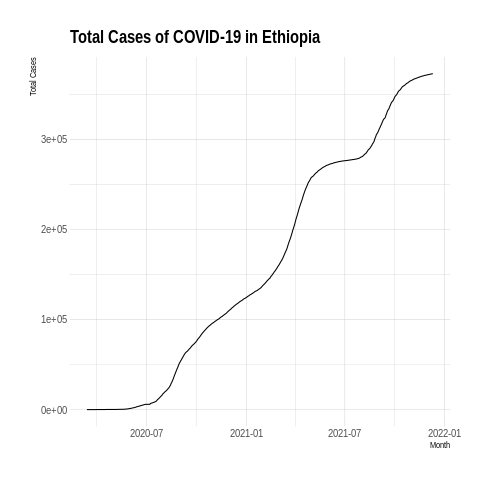 Total Cases of COVID-19 in Ethiopia
Total Cases
3e+05
2e+05
1e+05
0e+00
2020-07 2021-01 2021-07 2022-01
Month